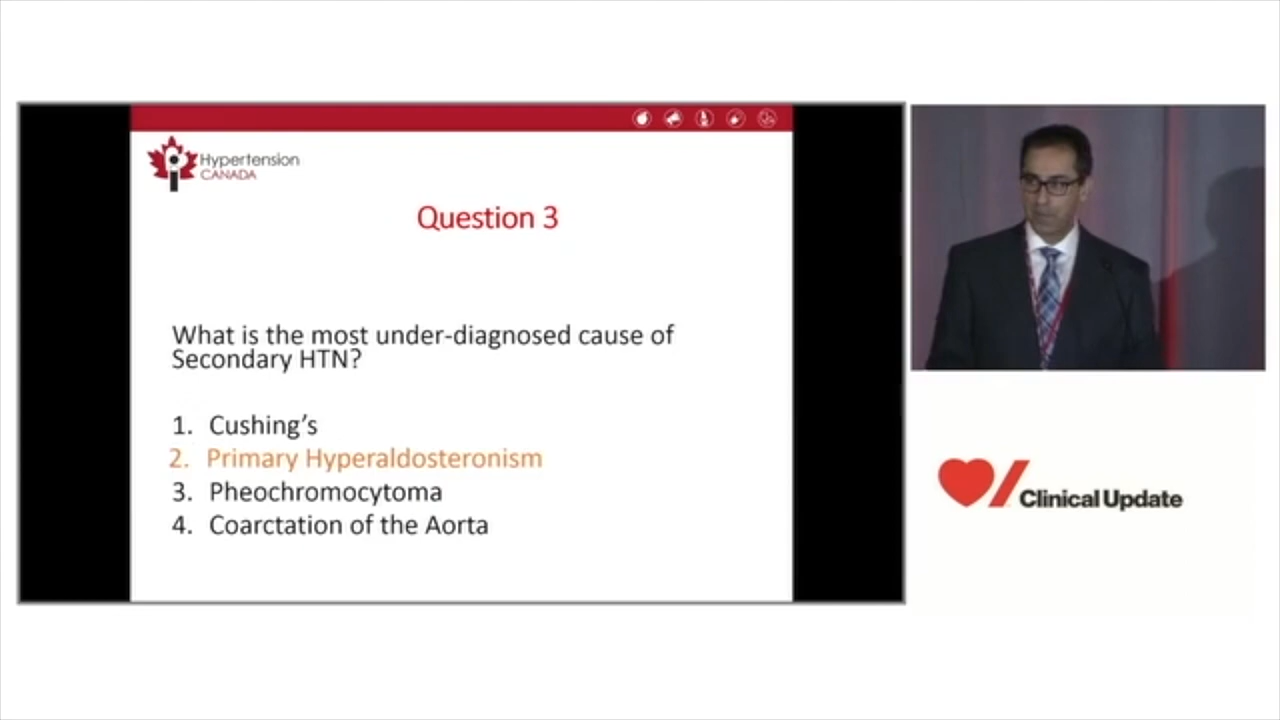 Hypertension
CANADA
Question 3
What is the most under-diagnosed cause of
Secondary HTN?
1. Cushing's
2. Primary Hyperaldosteronism
3. Pheochromocytoma
4. Coarctation of the Aorta
Clinical Update